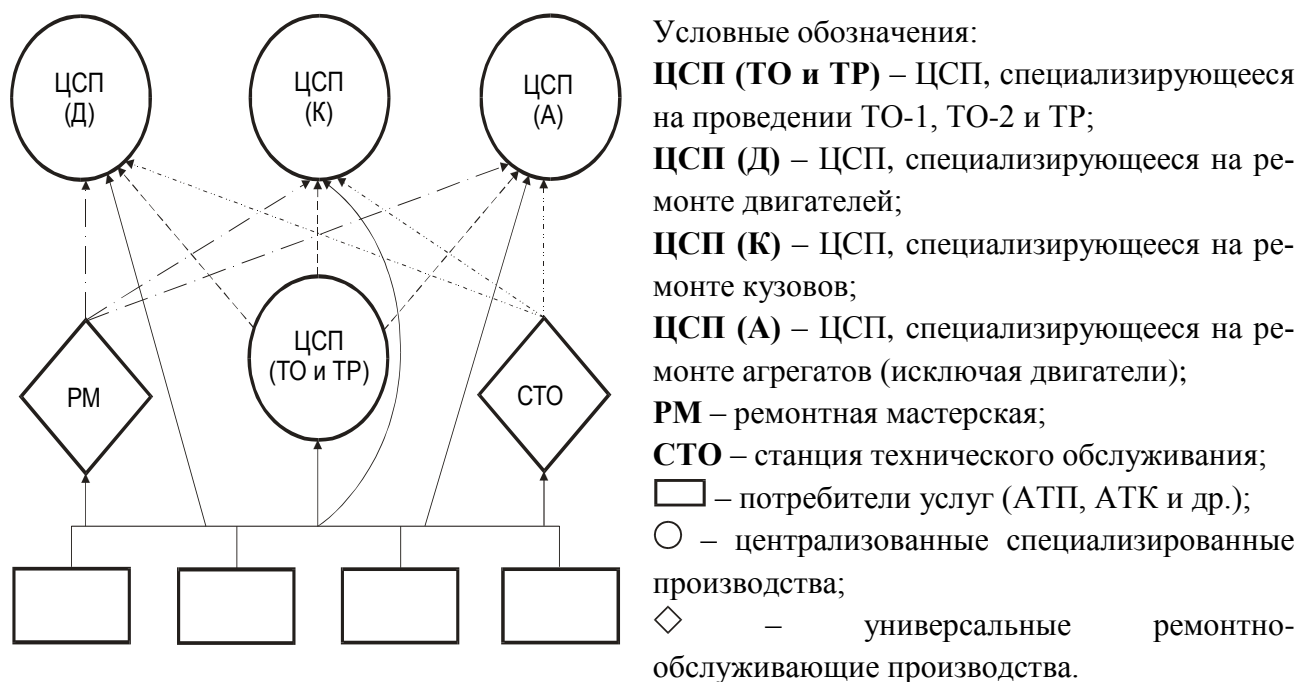 ЦСП
(Д)
ЦСП
(К)
ЦСП
(А)
РМ
ЦСП
(ТО и ТР)
СТО
Условные обозначения:
ЦСП (ТО и ТР) – ЦСП, специализирующееся
на проведении ТО-1, ТО-2 и ТР;
ЦСП (Д) – ЦСП, специализирующееся на ре-
монте двигателей;
ЦСП (К) – ЦСП, специализирующееся на ре-
монте кузовов;
ЦСП (А) – ЦСП, специализирующееся на ре-
монте агрегатов (исключая двигатели);
РМ – ремонтная мастерская;
СТО – станция технического обслуживания;
– потребители услуг (АТП, АТК и др.);
– централизованные специализированные
производства;
– универсальные ремонтно-
обслуживающие производства.